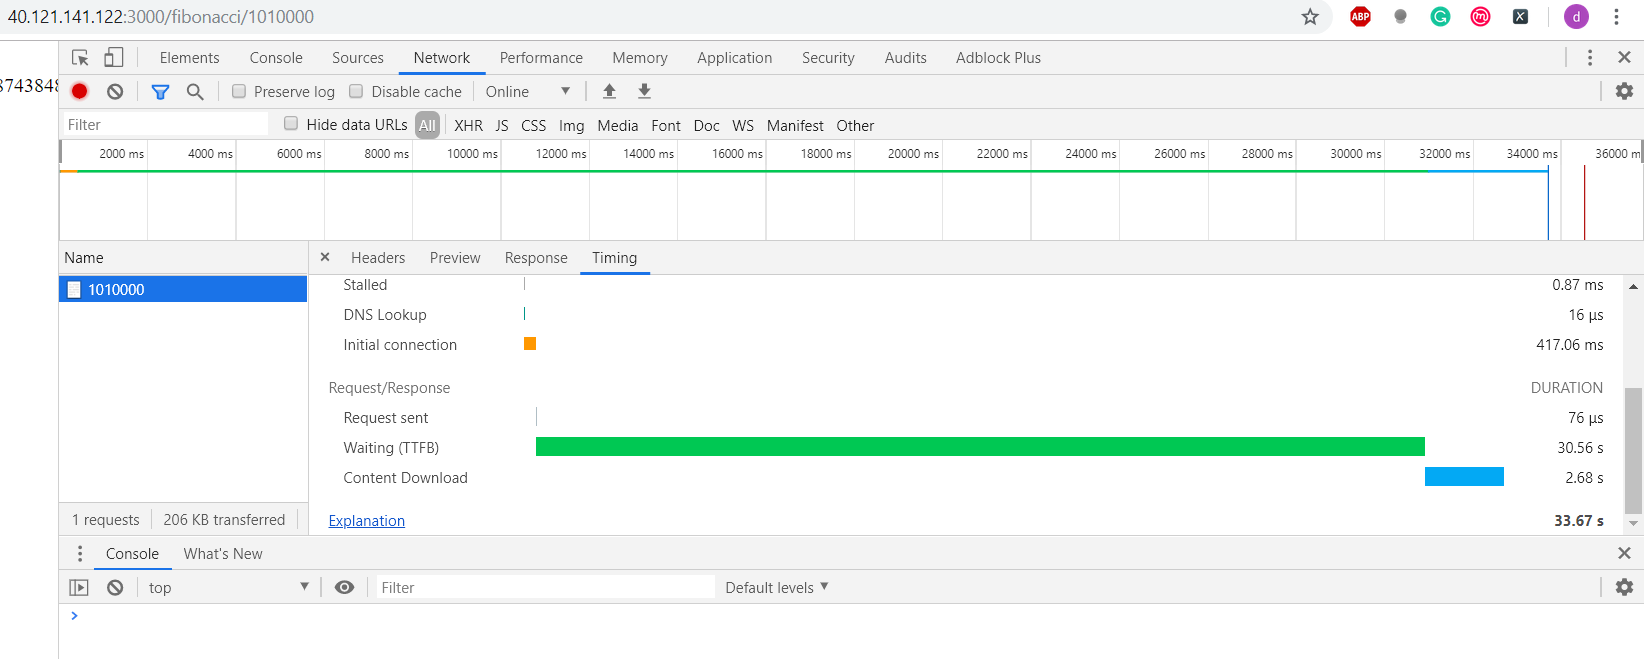 40.121.141.122:3000/fibonacci/1010000
ABP
d
Elements Console Sources Network Performance Memory Application Security Audits Adblock Plus
8743848
Preserve log Disable cache Online
Filter Hide data URLs All XHR JS CSS Img Media Font Doc WS Manifest Other
2000 ms 4000 ms 6000 ms 8000 ms 10000 ms 12000 ms 14000 ms 16000 ms 18000 ms 20000 ms 22000 ms 24000 ms 26000 ms 28000 ms 30000 ms 32000 ms 34000 ms 36000 m
Name
× Headers Preview Response Timing
1010000
Stalled 0.87 ms
DNS Lookup 16 µs
Initial connection 417.06 ms
Request/Response DURATION
Request sent 76 µs
Waiting (TTFB) 30.56 s
Content Download 2.68 s
1 requests 206 KB transferred
Explanation 33.67 s
Console What's New
top Filter Default levels
>